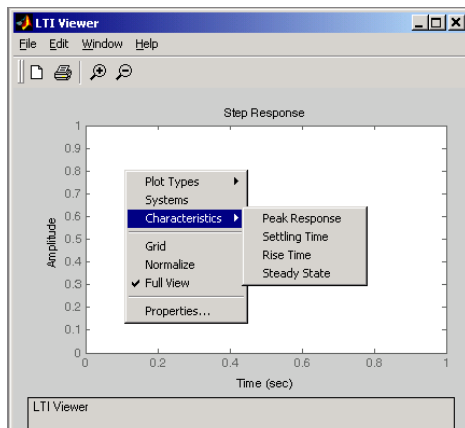 LTI Viewer
File Edit Window Help
Step Response
1
0.9
0.8
0.7
0.6
0.5
0.4
0.3
0.2
0.1
0
Amplitude
Plot Types
Systems
Characteristics
Grid
Normalize
Full View
Properties...
Peak Response
Settling Time
Rise Time
Steady State
0 0.2 0.4 0.6 0.8 1
Time (sec)
LTI Viewer